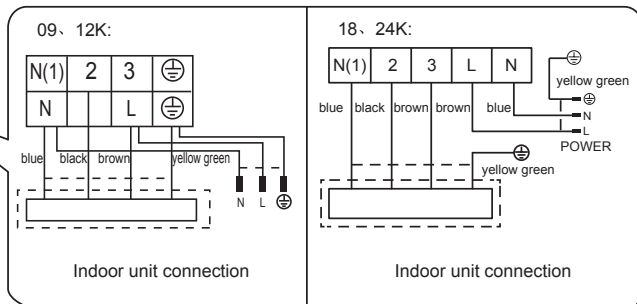 09、12K:
N(1) 2 3
N L
blue black brown yellow green
N L
Indoor unit connection
18、24K:
N(1) 2 3 L N
yellow green
blue black brown brown blue
N
L
POWER
yellow green
Indoor unit connection